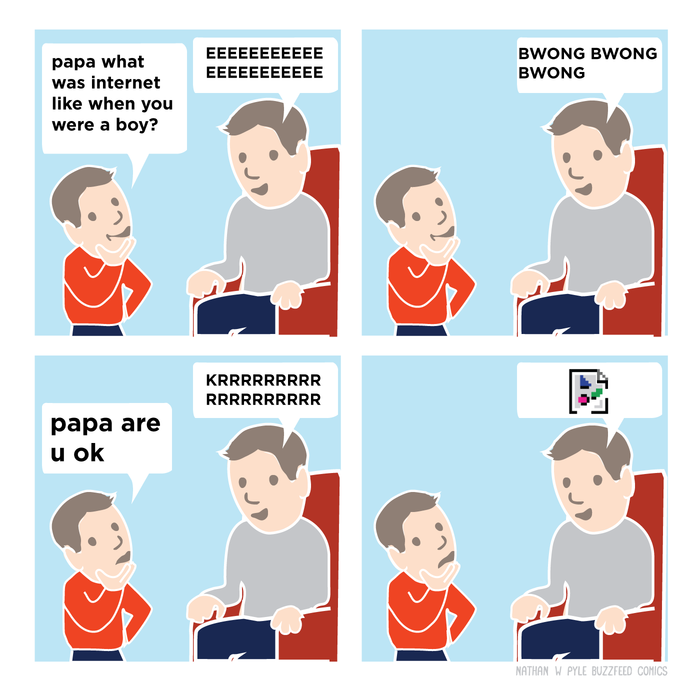 papa what
was internet
like when you
were a boy?
EEEEEEEEEEE
EEEEEEEEEEE
BWONG BWONG
BWONG
papa are
u ok
KRRRRRRRRR
RRRRRRRRRR
NATHAN W PYLE BUZZFEED COMICS